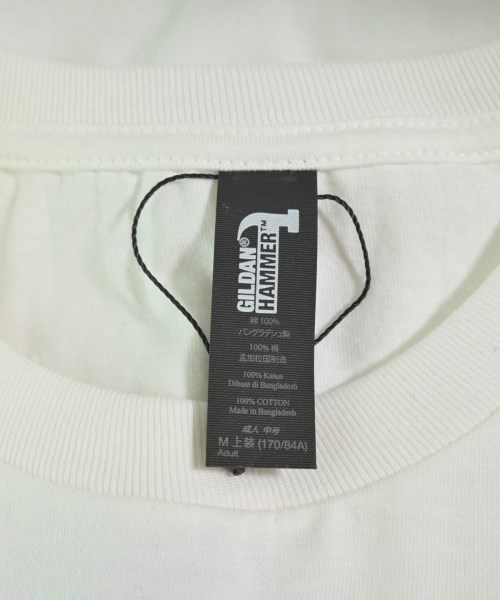 GILDAN®
HAMMER™
綿 100%
バングラデシュ製
100% 棉
孟加拉国制造
100% Katun
Dibuat di Bangladesh
100% COTTON
Made in Bangladesh
成人 中号
M 上装 (170/84A)
Adult